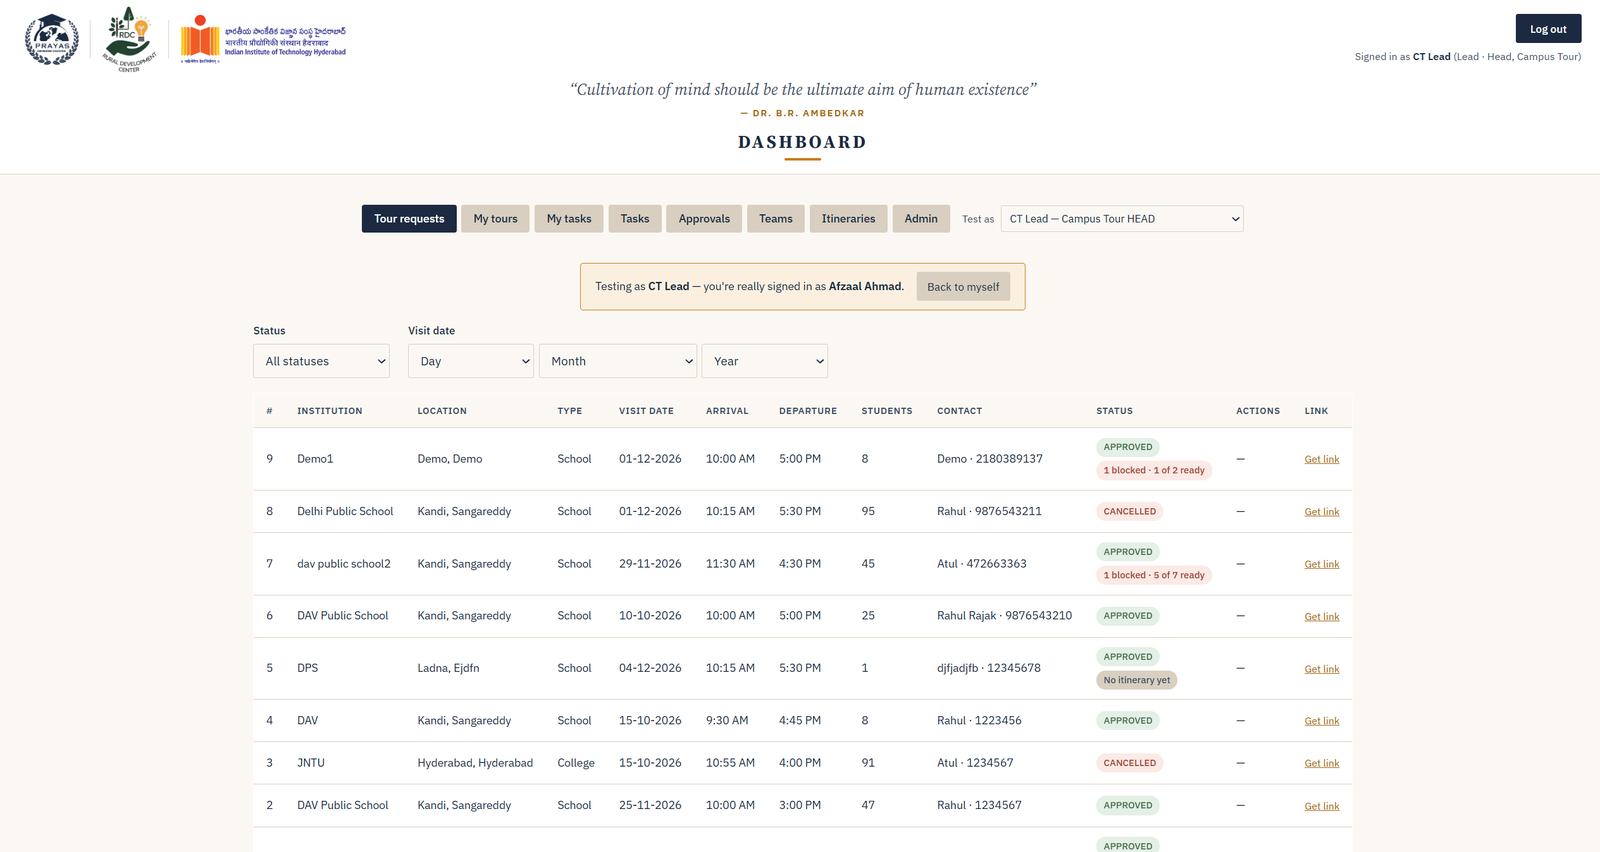 PRAYAS
RDC
RURAL DEVELOPMENT
CENTER
భారతీయ సాంకేతిక విజ్ఞాన సంస్థ హైదరాబాద్
भारतीय प्रौद्योगिकी संस्थान हैदराबाद
Indian Institute of Technology Hyderabad
Log out
Signed in as CT Lead (Lead · Head, Campus Tour)
“Cultivation of mind should be the ultimate aim of human existence”
— DR. B.R. AMBEDKAR
DASHBOARD
Tour requests My tours My tasks Tasks Approvals Teams Itineraries Admin Test as CT Lead — Campus Tour HEAD
Testing as CT Lead — you're really signed in as Afzaal Ahmad. Back to myself
Status Visit date
All statuses Day Month Year
# INSTITUTION LOCATION TYPE VISIT DATE ARRIVAL DEPARTURE STUDENTS CONTACT STATUS ACTIONS LINK
9 Demo1 Demo, Demo School 01-12-2026 10:00 AM 5:00 PM 8 Demo · 2180389137 APPROVED — Get link
1 blocked · 1 of 2 ready
8 Delhi Public School Kandi, Sangareddy School 01-12-2026 10:15 AM 5:30 PM 95 Rahul · 9876543211 CANCELLED — Get link
7 dav public school2 Kandi, Sangareddy School 29-11-2026 11:30 AM 4:30 PM 45 Atul · 472663363 APPROVED — Get link
1 blocked · 5 of 7 ready
6 DAV Public School Kandi, Sangareddy School 10-10-2026 10:00 AM 5:00 PM 25 Rahul Rajak · 9876543210 APPROVED — Get link
5 DPS Ladna, Ejdfn School 04-12-2026 10:15 AM 5:30 PM 1 djfjadjfb · 12345678 APPROVED — Get link
No itinerary yet
4 DAV Kandi, Sangareddy School 15-10-2026 9:30 AM 4:45 PM 8 Rahul · 1223456 APPROVED — Get link
3 JNTU Hyderabad, Hyderabad College 15-10-2026 10:55 AM 4:00 PM 91 Atul · 1234567 CANCELLED — Get link
2 DAV Public School Kandi, Sangareddy School 25-11-2026 10:00 AM 3:00 PM 47 Rahul · 1234567 APPROVED — Get link
APPROVED